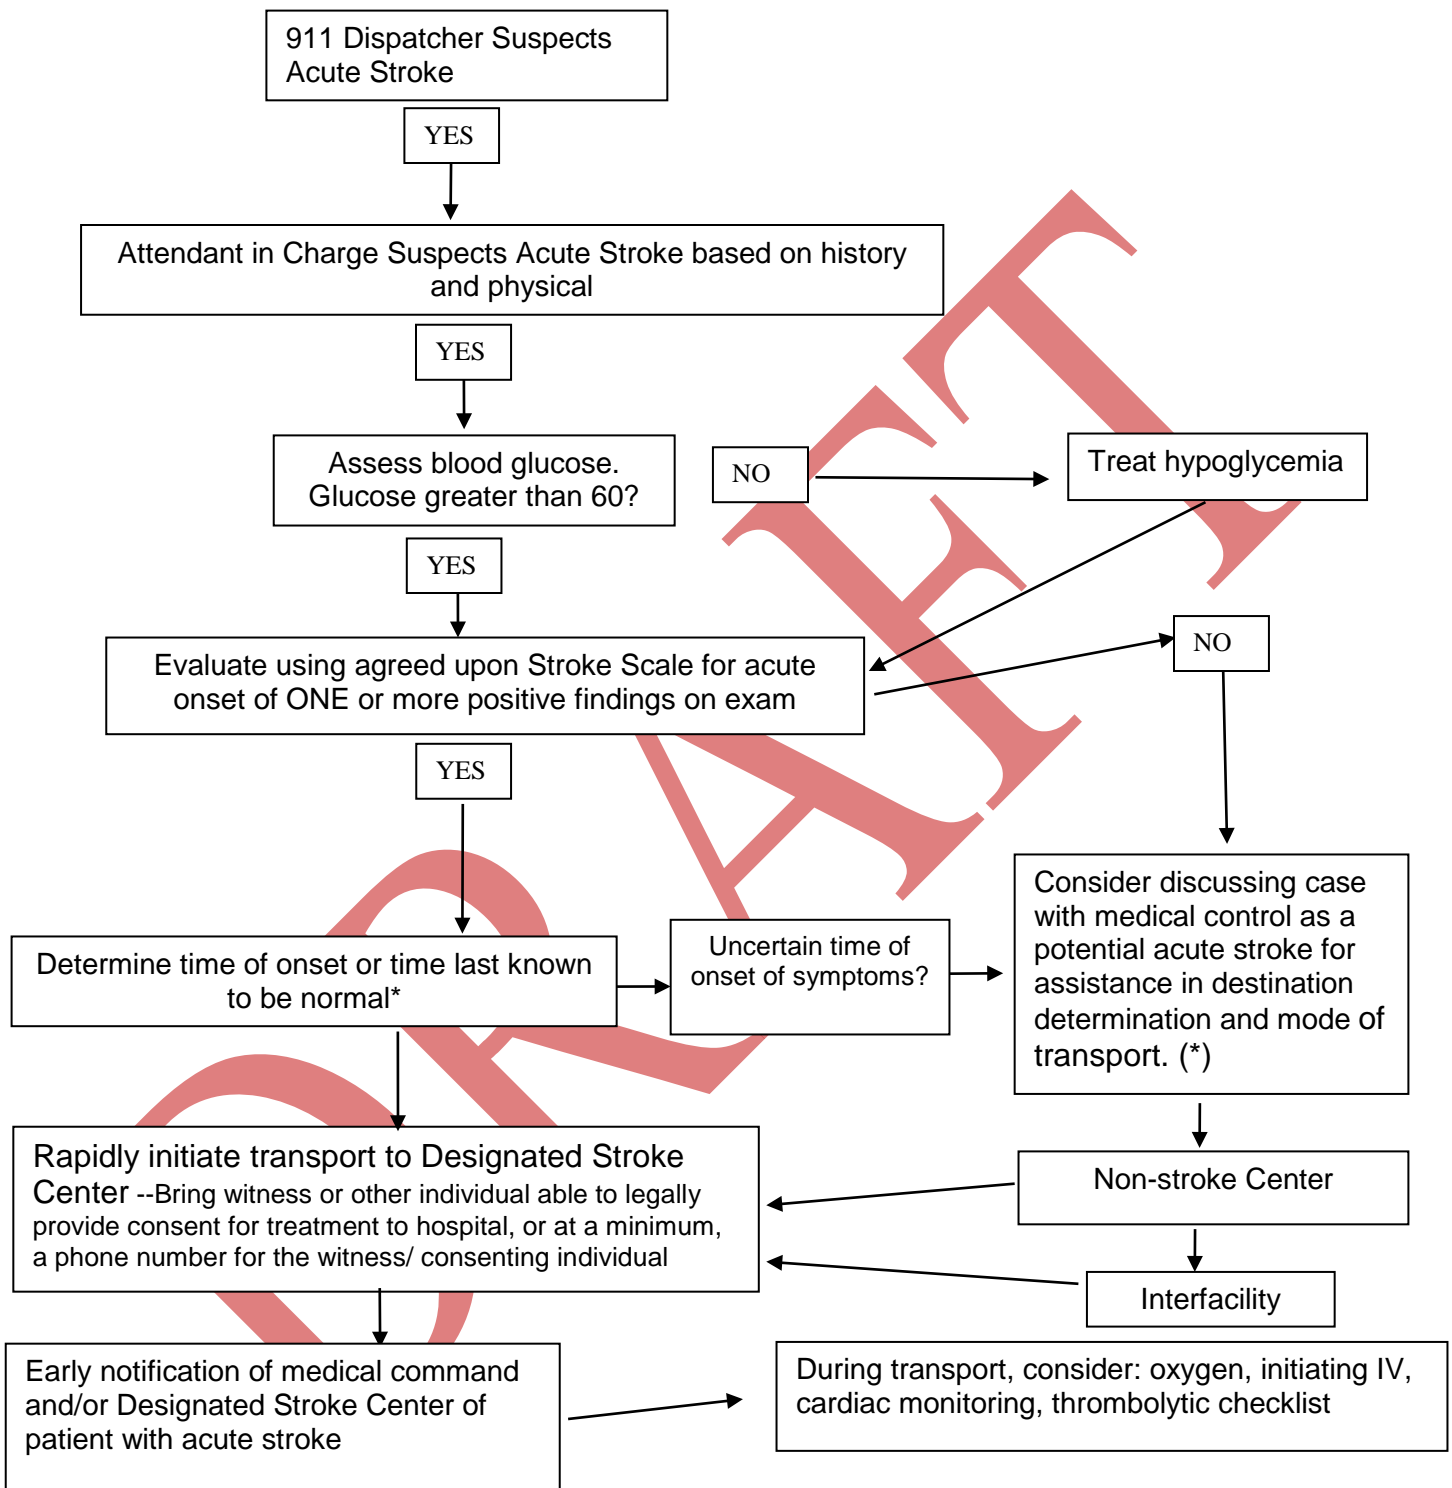 911 Dispatcher Suspects
Acute Stroke
YES
Attendant in Charge Suspects Acute Stroke based on history
and physical
YES
Assess blood glucose.
Glucose greater than 60?
NO
Treat hypoglycemia
YES
Evaluate using agreed upon Stroke Scale for acute
onset of ONE or more positive findings on exam
NO
YES
Determine time of onset or time last known
to be normal*
Uncertain time of
onset of symptoms?
Consider discussing case
with medical control as a
potential acute stroke for
assistance in destination
determination and mode of
transport. (*)
Rapidly initiate transport to Designated Stroke
Center --Bring witness or other individual able to legally
provide consent for treatment to hospital, or at a minimum,
a phone number for the witness/ consenting individual
Non-stroke Center
Interfacility
Early notification of medical command
and/or Designated Stroke Center of
patient with acute stroke
During transport, consider: oxygen, initiating IV,
cardiac monitoring, thrombolytic checklist
DRAFT